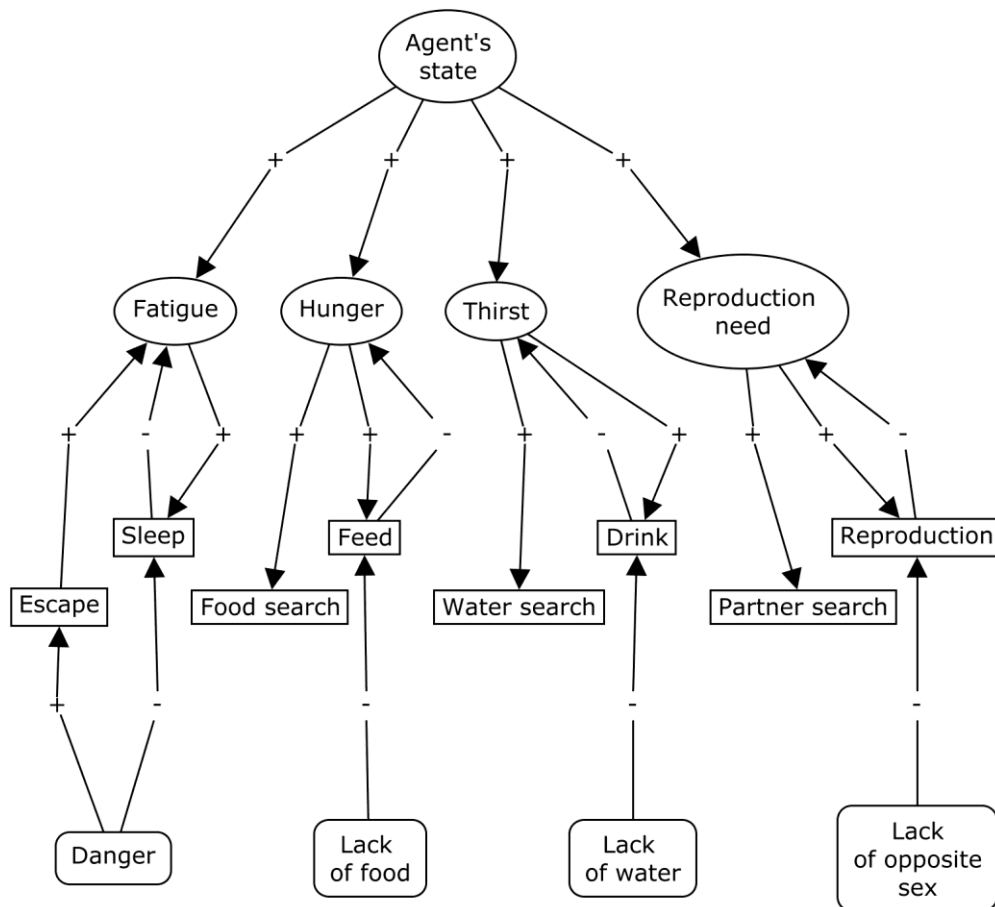 Agent's
state
+ + + +
Fatigue Hunger Thirst Reproduction
need
+ - + + + - + - + + + -
Sleep Feed Drink Reproduction
Escape Food search Water search Partner search
+ - - - -
Danger Lack
of food Lack
of water Lack
of opposite
sex